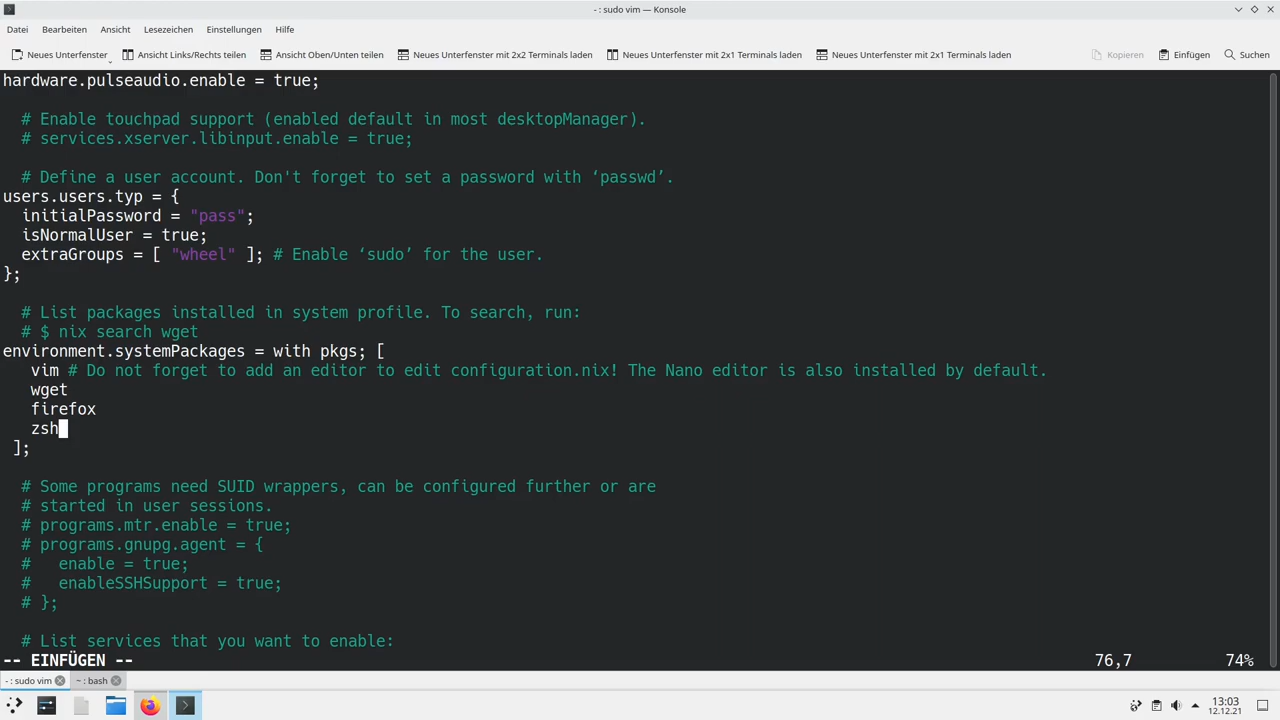 - : sudo vim — Konsole
Datei Bearbeiten Ansicht Lesezeichen Einstellungen Hilfe
Neues Unterfenster Ansicht Links/Rechts teilen Ansicht Oben/Unten teilen Neues Unterfenster mit 2x2 Terminals laden Neues Unterfenster mit 2x1 Terminals laden Neues Unterfenster mit 2x1 Terminals laden Kopieren Einfügen Suchen
hardware.pulseaudio.enable = true;
# Enable touchpad support (enabled default in most desktopManager).
# services.xserver.libinput.enable = true;
# Define a user account. Don't forget to set a password with ‘passwd’.
users.users.typ = {
initialPassword = "pass";
isNormalUser = true;
extraGroups = [ "wheel" ]; # Enable ‘sudo’ for the user.
};
# List packages installed in system profile. To search, run:
# $ nix search wget
environment.systemPackages = with pkgs; [
vim # Do not forget to add an editor to edit configuration.nix! The Nano editor is also installed by default.
wget
firefox
zsh
];
# Some programs need SUID wrappers, can be configured further or are
# started in user sessions.
# programs.mtr.enable = true;
# programs.gnupg.agent = {
#   enable = true;
#   enableSSHSupport = true;
# };
# List services that you want to enable:
-- EINFÜGEN -- 76,7 74%
- : sudo vim ~ : bash
13:03
12.12.21